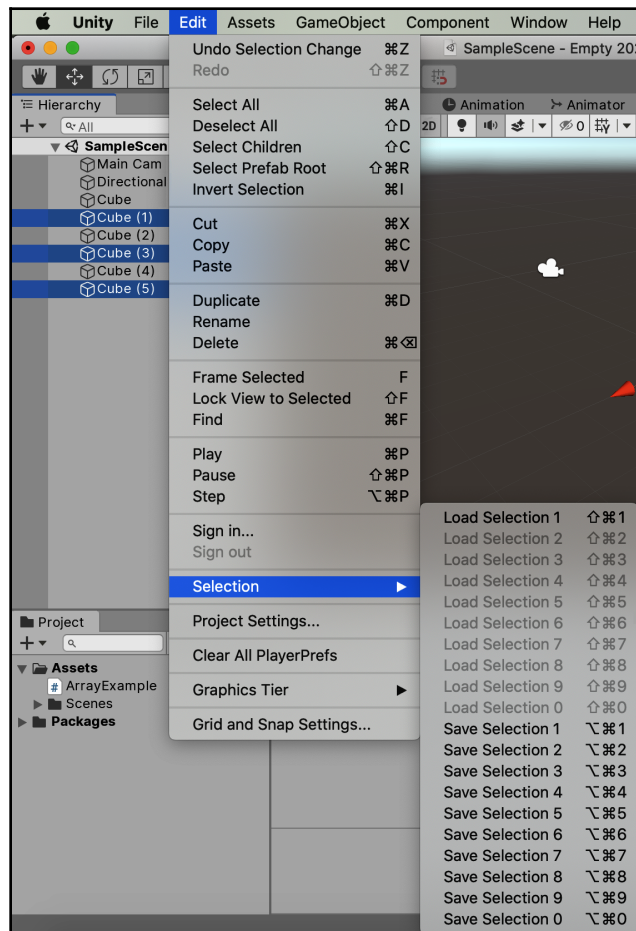 Unity File Edit Assets GameObject Component Window Help
SampleScene - Empty 20
Hierarchy
All
SampleScen
Main Cam
Directional
Cube
Cube (1)
Cube (2)
Cube (3)
Cube (4)
Cube (5)
Undo Selection Change ⌘Z
Redo ⇧⌘Z
Select All ⌘A
Deselect All ⇧D
Select Children ⇧C
Select Prefab Root ⇧⌘R
Invert Selection ⌘I
Cut ⌘X
Copy ⌘C
Paste ⌘V
Duplicate ⌘D
Rename
Delete ⌘⌫
Frame Selected F
Lock View to Selected ⇧F
Find ⌘F
Play ⌘P
Pause ⇧⌘P
Step ⌥⌘P
Sign in...
Sign out
Selection ▶
Project Settings...
Clear All PlayerPrefs
Graphics Tier ▶
Grid and Snap Settings...
Animation Animator
2D 0
Load Selection 1 ⇧⌘1
Load Selection 2 ⇧⌘2
Load Selection 3 ⇧⌘3
Load Selection 4 ⇧⌘4
Load Selection 5 ⇧⌘5
Load Selection 6 ⇧⌘6
Load Selection 7 ⇧⌘7
Load Selection 8 ⇧⌘8
Load Selection 9 ⇧⌘9
Load Selection 0 ⇧⌘0
Save Selection 1 ⌥⌘1
Save Selection 2 ⌥⌘2
Save Selection 3 ⌥⌘3
Save Selection 4 ⌥⌘4
Save Selection 5 ⌥⌘5
Save Selection 6 ⌥⌘6
Save Selection 7 ⌥⌘7
Save Selection 8 ⌥⌘8
Save Selection 9 ⌥⌘9
Save Selection 0 ⌥⌘0
Project
Assets
ArrayExample
Scenes
Packages